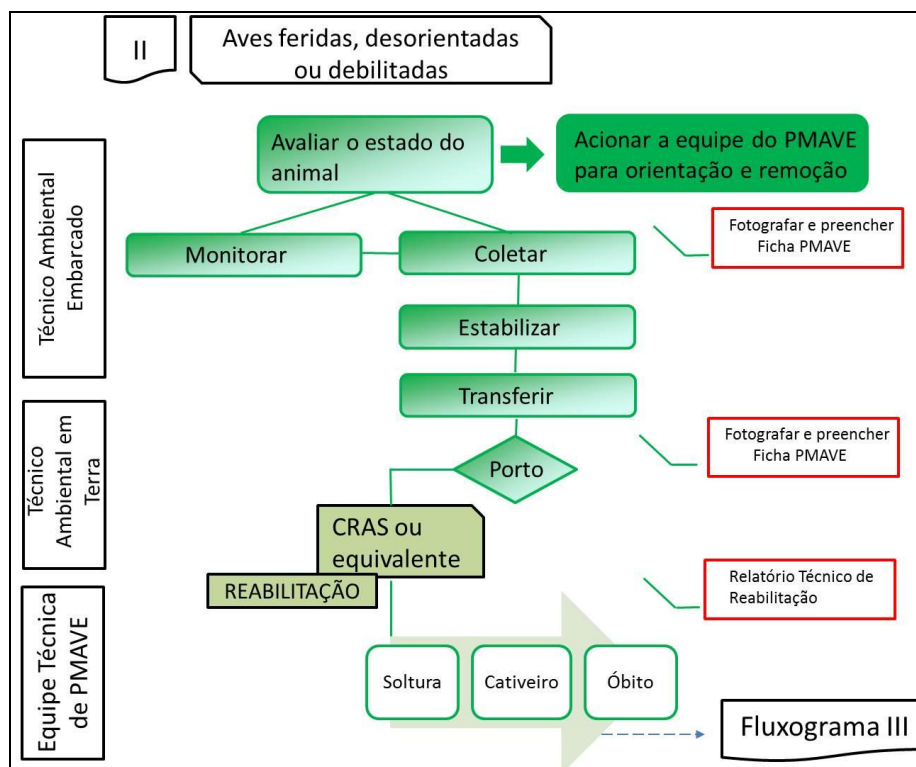 II
Aves feridas, desorientadas
ou debilitadas
Técnico Ambiental
Embarcado
Avaliar o estado do
animal
Acionar a equipe do PMAVE
para orientação e remoção
Monitorar
Coletar
Fotografar e preencher
Ficha PMAVE
Estabilizar
Transferir
Técnico
Ambiental em
Terra
Porto
Fotografar e preencher
Ficha PMAVE
CRAS ou
equivalente
REABILITAÇÃO
Relatório Técnico de
Reabilitação
Equipe Técnica
de PMAVE
Soltura
Cativeiro
Óbito
Fluxograma III